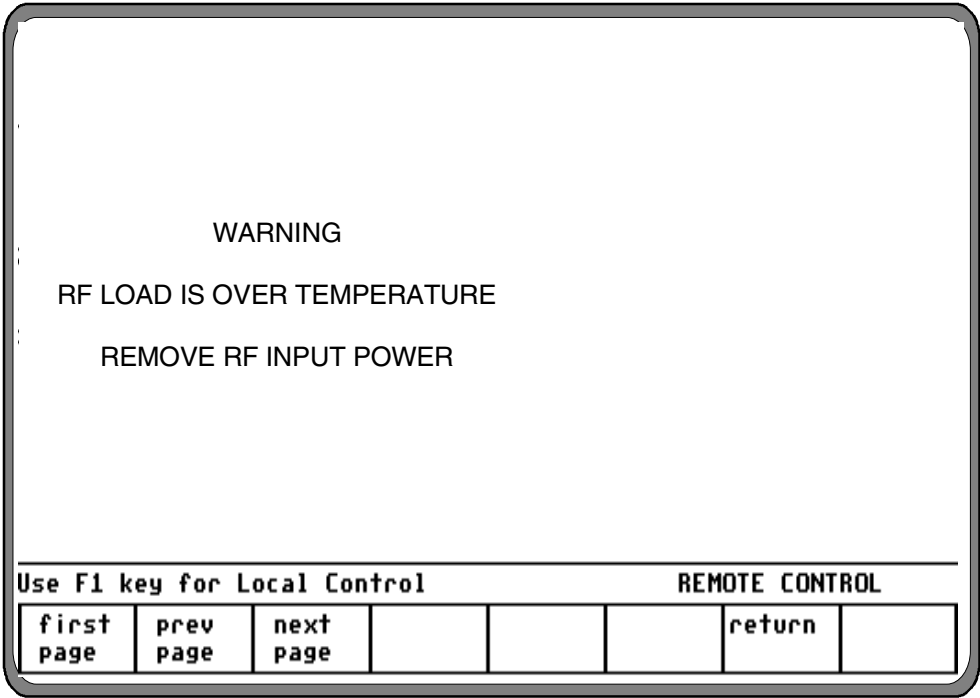 WARNING
RF LOAD IS OVER TEMPERATURE
REMOVE RF INPUT POWER
Use F1 key for Local Control REMOTE CONTROL
first page prev page next page return